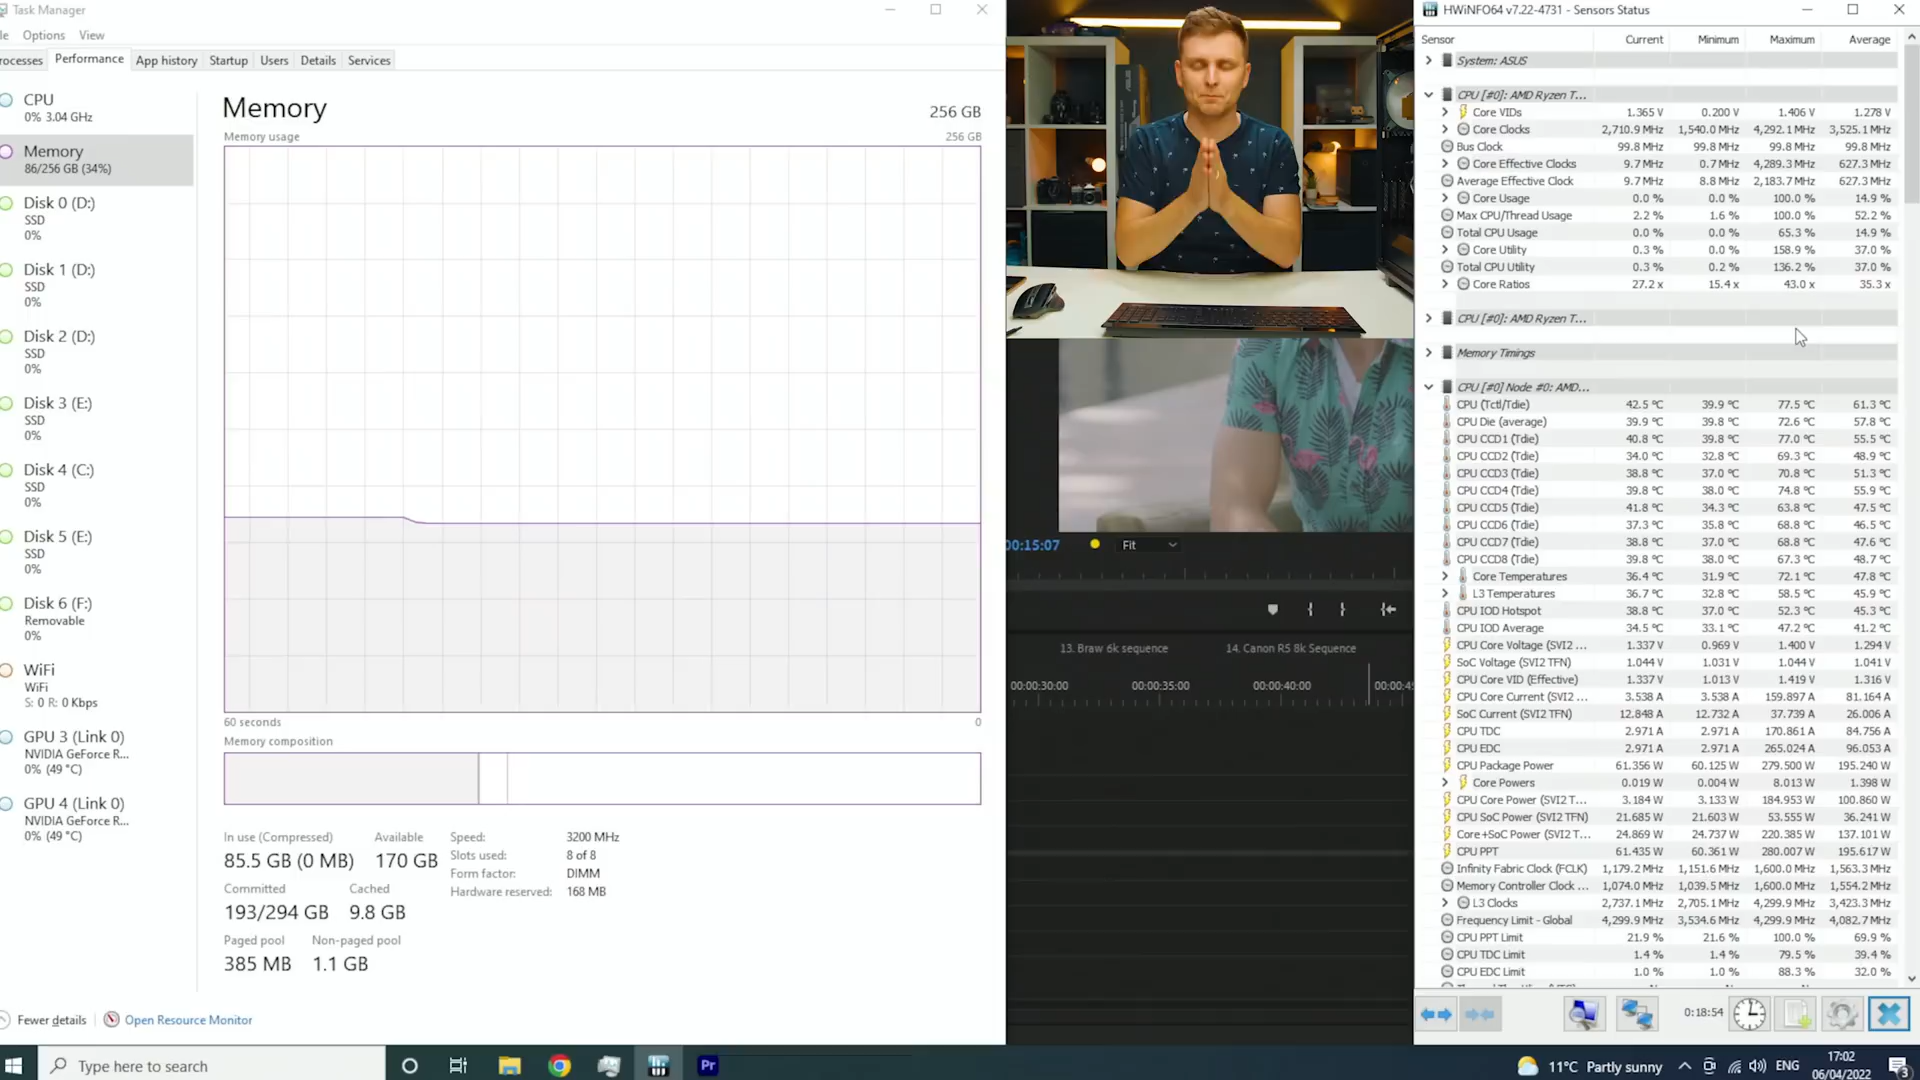 Task Manager
Options View
Performance App history Startup Users Details Services
CPU
0% 3.04 GHz
Memory
86/256 GB (34%)
Disk 0 (D:)
SSD
0%
Disk 1 (D:)
SSD
0%
Disk 2 (D:)
SSD
0%
Disk 3 (E:)
SSD
0%
Disk 4 (C:)
SSD
0%
Disk 5 (E:)
SSD
0%
Disk 6 (F:)
Removable
0%
WiFi
WiFi
S: 0 R: 0 Kbps
GPU 3 (Link 0)
NVIDIA GeForce R...
0% (49 °C)
GPU 4 (Link 0)
NVIDIA GeForce R...
0% (49 °C)
Memory 256 GB
Memory usage 256 GB
60 seconds 0
Memory composition
In use (Compressed) Available
85.5 GB (0 MB) 170 GB
Committed Cached
193/294 GB 9.8 GB
Paged pool Non-paged pool
385 MB 1.1 GB
Speed: 3200 MHz
Slots used: 8 of 8
Form factor: DIMM
Hardware reserved: 168 MB
Fewer details Open Resource Monitor
00:15:07 Fit
13. Braw 6k sequence 14. Canon R5 8k Sequence
00:00:30:00 00:00:35:00 00:00:40:00
HWiNFO64 v7.22-4731 - Sensors Status
Sensor Current Minimum Maximum Average
System: ASUS
CPU [#0]: AMD Ryzen T...
Core VIDs 1.365 V 0.200 V 1.406 V 1.278 V
Core Clocks 2,710.9 MHz 1,540.0 MHz 4,292.1 MHz 3,525.1 MHz
Bus Clock 99.8 MHz 99.8 MHz 99.8 MHz 99.8 MHz
Core Effective Clocks 9.7 MHz 0.7 MHz 4,289.3 MHz 627.3 MHz
Average Effective Clock 9.7 MHz 8.8 MHz 2,183.7 MHz 627.3 MHz
Core Usage 0.0 % 0.0 % 100.0 % 14.9 %
Max CPU/Thread Usage 2.2 % 1.6 % 100.0 % 52.2 %
Total CPU Usage 0.0 % 0.0 % 65.3 % 14.9 %
Core Utility 0.3 % 0.0 % 158.9 % 37.0 %
Total CPU Utility 0.3 % 0.2 % 136.2 % 37.0 %
Core Ratios 27.2 x 15.4 x 43.0 x 35.3 x
CPU [#0]: AMD Ryzen T...
Memory Timings
CPU [#0] Node #0: AMD...
CPU (Tctl/Tdie) 42.5 °C 39.9 °C 77.5 °C 61.3 °C
CPU Die (average) 39.9 °C 39.8 °C 72.6 °C 57.8 °C
CPU CCD1 (Tdie) 40.8 °C 39.8 °C 77.0 °C 55.5 °C
CPU CCD2 (Tdie) 34.0 °C 32.8 °C 69.3 °C 48.9 °C
CPU CCD3 (Tdie) 38.8 °C 37.0 °C 70.8 °C 51.3 °C
CPU CCD4 (Tdie) 39.8 °C 38.0 °C 74.8 °C 55.9 °C
CPU CCD5 (Tdie) 41.8 °C 34.3 °C 63.8 °C 47.5 °C
CPU CCD6 (Tdie) 37.3 °C 35.8 °C 68.8 °C 46.5 °C
CPU CCD7 (Tdie) 38.8 °C 37.0 °C 68.8 °C 47.6 °C
CPU CCD8 (Tdie) 39.8 °C 38.0 °C 67.3 °C 48.7 °C
Core Temperatures 36.4 °C 31.9 °C 72.1 °C 47.8 °C
L3 Temperatures 36.7 °C 32.8 °C 58.5 °C 45.9 °C
CPU IOD Hotspot 38.8 °C 37.0 °C 52.3 °C 45.3 °C
CPU IOD Average 34.5 °C 33.1 °C 47.2 °C 41.2 °C
CPU Core Voltage (SVI2 ... 1.337 V 0.969 V 1.400 V 1.294 V
SoC Voltage (SVI2 TFN) 1.044 V 1.031 V 1.044 V 1.041 V
CPU Core VID (Effective) 1.337 V 1.013 V 1.419 V 1.316 V
CPU Core Current (SVI2 ... 3.538 A 3.538 A 159.897 A 81.164 A
SoC Current (SVI2 TFN) 12.848 A 12.732 A 37.739 A 26.006 A
CPU TDC 2.971 A 2.971 A 170.861 A 84.756 A
CPU EDC 2.971 A 2.971 A 265.024 A 96.053 A
CPU Package Power 61.356 W 60.125 W 279.500 W 195.240 W
Core Powers 0.019 W 0.004 W 8.013 W 1.398 W
CPU Core Power (SVI2 T... 3.184 W 3.133 W 184.953 W 100.860 W
CPU SoC Power (SVI2 TFN) 21.685 W 21.603 W 53.555 W 36.241 W
Core+SoC Power (SVI2 T... 24.869 W 24.737 W 220.385 W 137.101 W
CPU PPT 61.435 W 60.361 W 280.007 W 195.617 W
Infinity Fabric Clock (FCLK) 1,179.2 MHz 1,151.6 MHz 1,600.0 MHz 1,563.3 MHz
Memory Controller Clock ... 1,074.0 MHz 1,039.5 MHz 1,600.0 MHz 1,554.2 MHz
L3 Clocks 2,737.1 MHz 2,705.1 MHz 4,299.9 MHz 3,423.3 MHz
Frequency Limit - Global 4,299.9 MHz 3,534.6 MHz 4,299.9 MHz 4,082.7 MHz
CPU PPT Limit 21.9 % 21.6 % 100.0 % 69.9 %
CPU TDC Limit 1.4 % 1.4 % 79.5 % 39.4 %
CPU EDC Limit 1.0 % 1.0 % 88.3 % 32.0 %
0:18:54
Type here to search
Pr
11°C Partly sunny ENG
17:02
06/04/2022
3